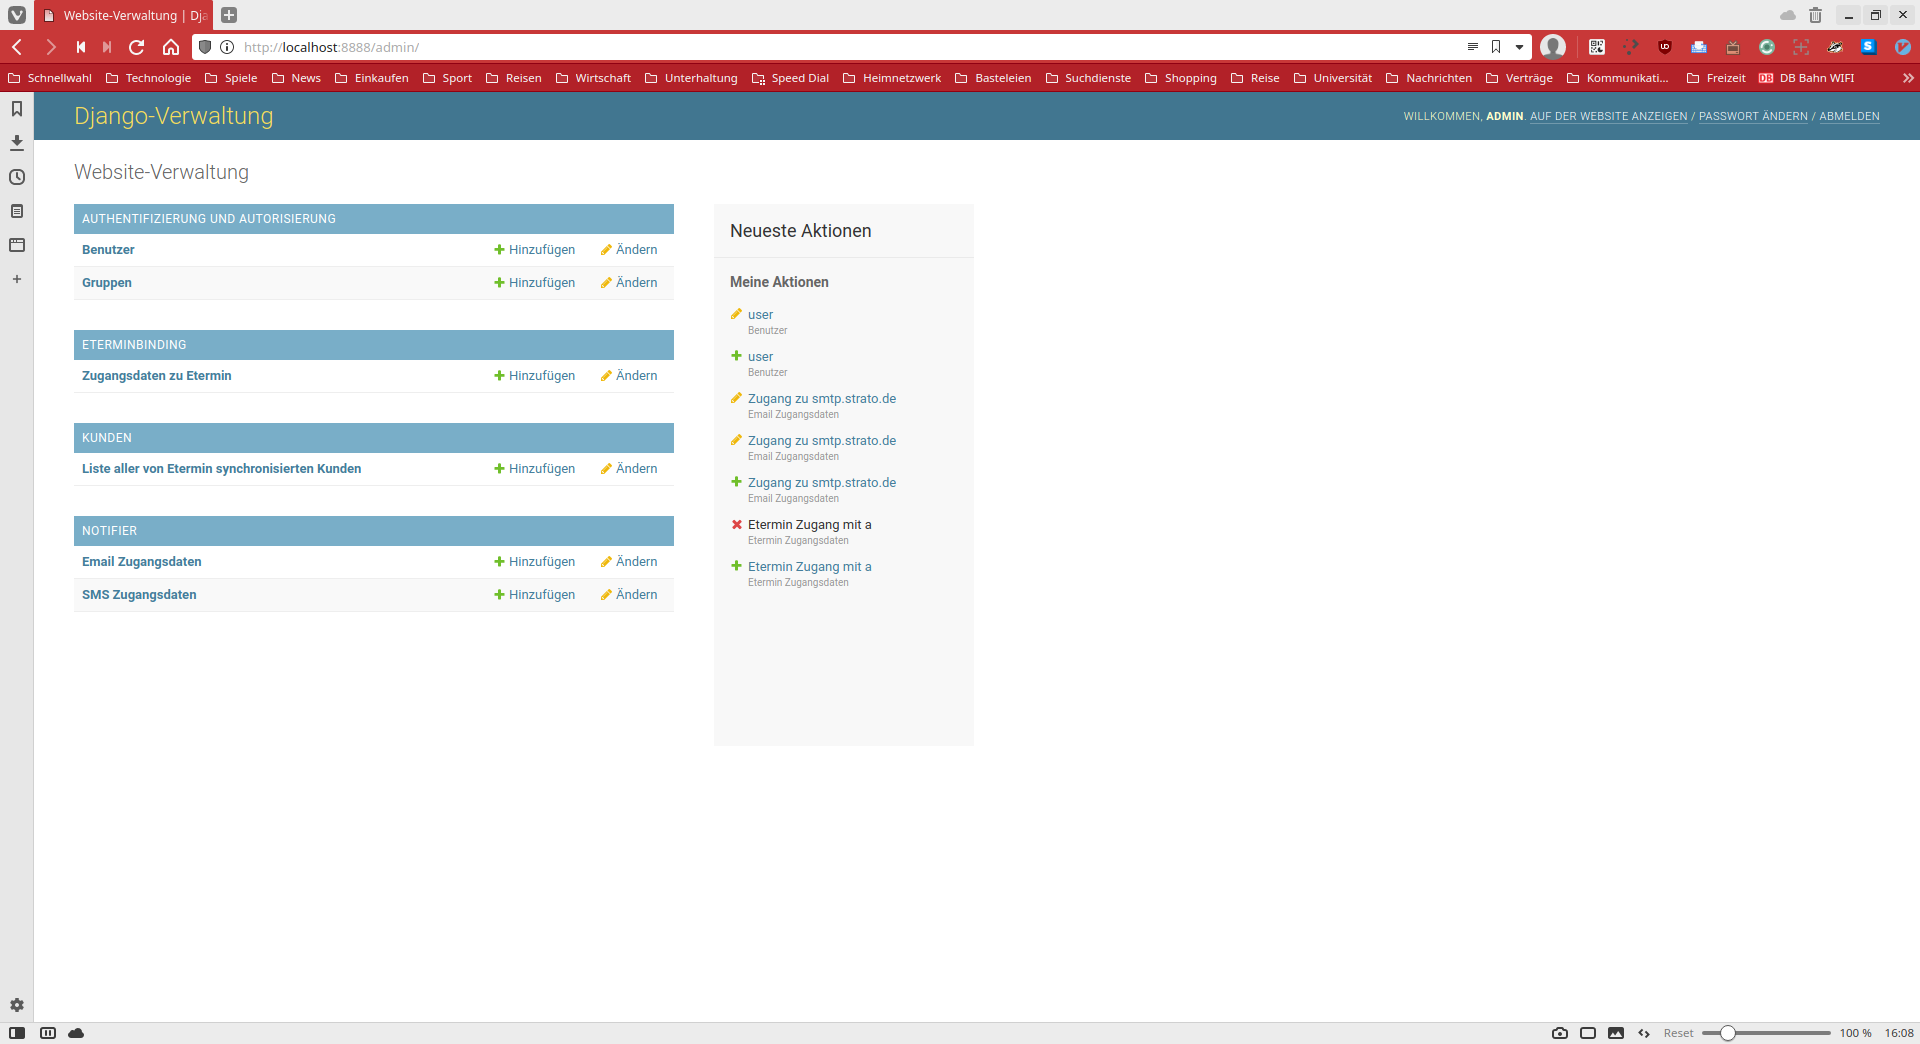 Website-Verwaltung | Dj
http://localhost:8888/admin/
Schnellwahl Technologie Spiele News Einkaufen Sport Reisen Wirtschaft Unterhaltung Speed Dial Heimnetzwerk Basteleien Suchdienste Shopping Reise Universität Nachrichten Verträge Kommunikati... Freizeit DB Bahn WIFI
Django-Verwaltung
WILLKOMMEN, ADMIN. AUF DER WEBSITE ANZEIGEN / PASSWORT ÄNDERN / ABMELDEN
Website-Verwaltung
AUTHENTIFIZIERUNG UND AUTORISIERUNG
Benutzer Hinzufügen Ändern
Gruppen Hinzufügen Ändern
ETERMINBINDING
Zugangsdaten zu Etermin Hinzufügen Ändern
KUNDEN
Liste aller von Etermin synchronisierten Kunden Hinzufügen Ändern
NOTIFIER
Email Zugangsdaten Hinzufügen Ändern
SMS Zugangsdaten Hinzufügen Ändern
Neueste Aktionen
Meine Aktionen
user
Benutzer
user
Benutzer
Zugang zu smtp.strato.de
Email Zugangsdaten
Zugang zu smtp.strato.de
Email Zugangsdaten
Zugang zu smtp.strato.de
Email Zugangsdaten
Etermin Zugang mit a
Etermin Zugangsdaten
Etermin Zugang mit a
Etermin Zugangsdaten
Reset 100 % 16:08